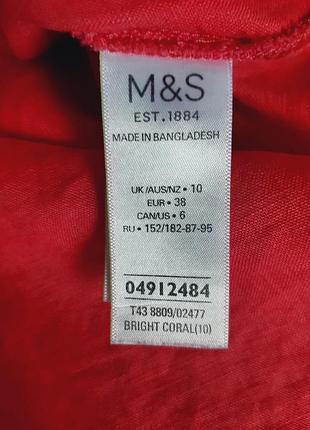 M&S
EST.1884
MADE IN BANGLADESH
UK/AUS/NZ • 10
EUR • 38
CAN/US • 6
RU • 152/182-87-95
04912484
T43 8809/02477
BRIGHT CORAL(10)